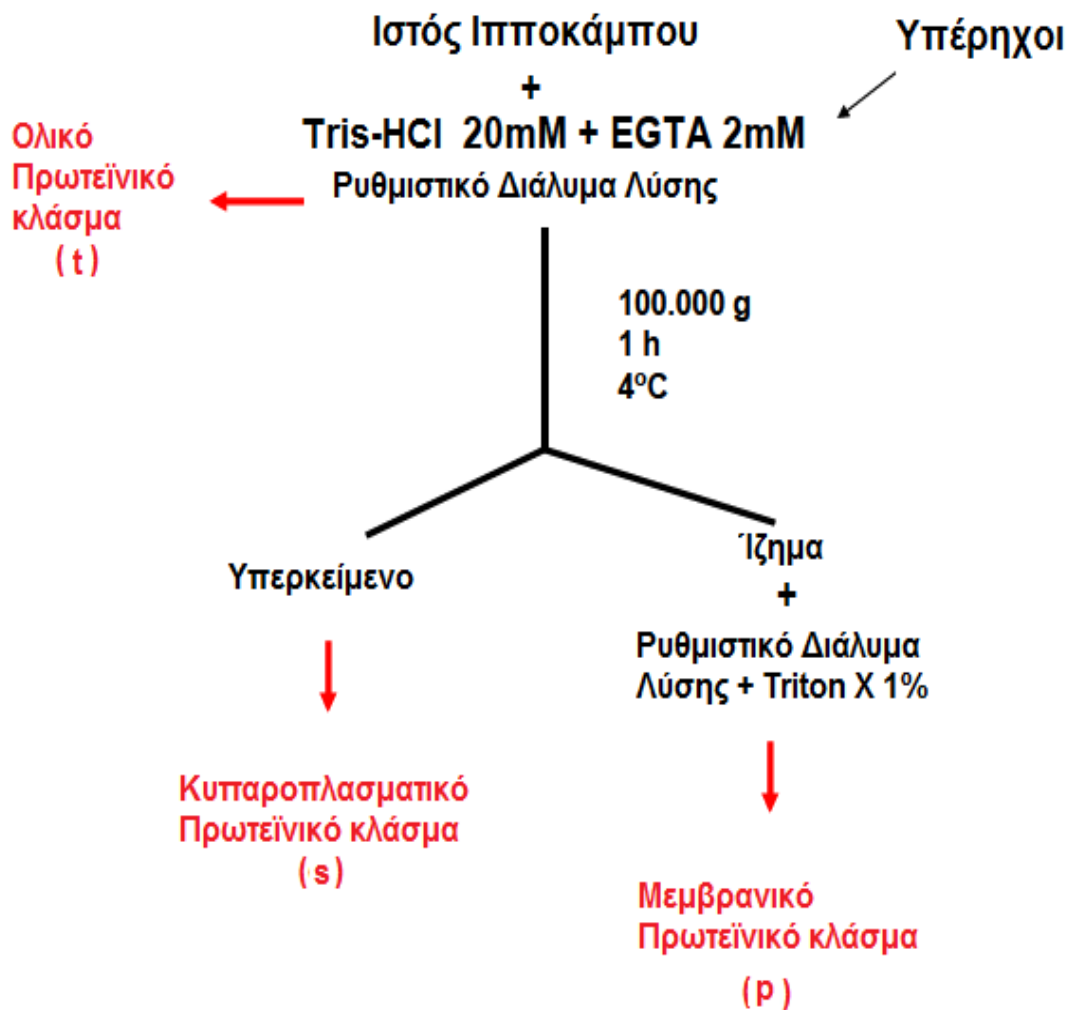 Ιστός Ιπποκάμπου
+
Υπέρηχοι
Tris-HCl 20mM + EGTA 2mM
Ρυθμιστικό Διάλυμα Λύσης
Ολικό
Πρωτεϊνικό
κλάσμα
( t )
100.000 g
1 h
4ºC
Υπερκείμενο
Ίζημα
+
Ρυθμιστικό Διάλυμα
Λύσης + Triton X 1%
Κυτταροπλασματικό
Πρωτεϊνικό κλάσμα
( s )
Μεμβρανικό
Πρωτεϊνικό κλάσμα
( p )